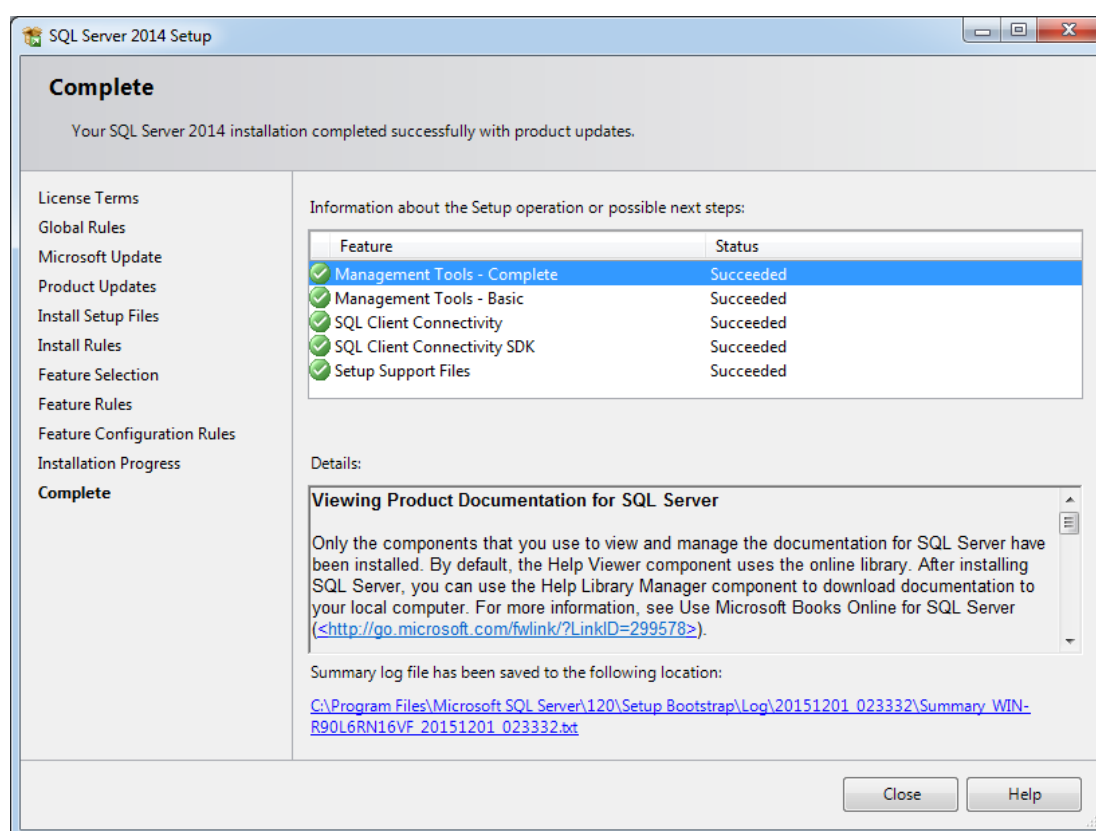 SQL Server 2014 Setup
Complete
Your SQL Server 2014 installation completed successfully with product updates.
License Terms
Global Rules
Microsoft Update
Product Updates
Install Setup Files
Install Rules
Feature Selection
Feature Rules
Feature Configuration Rules
Installation Progress
Complete
Information about the Setup operation or possible next steps:
Feature Status
Management Tools - Complete Succeeded
Management Tools - Basic Succeeded
SQL Client Connectivity Succeeded
SQL Client Connectivity SDK Succeeded
Setup Support Files Succeeded
Details:
Viewing Product Documentation for SQL Server
Only the components that you use to view and manage the documentation for SQL Server have
been installed. By default, the Help Viewer component uses the online library. After installing
SQL Server, you can use the Help Library Manager component to download documentation to
your local computer. For more information, see Use Microsoft Books Online for SQL Server
(<http://go.microsoft.com/fwlink/?LinkID=299578>).
Summary log file has been saved to the following location:
C:\Program Files\Microsoft SQL Server\120\Setup Bootstrap\Log\20151201_023332\Summary_WIN-
R90L6RN16VF_20151201_023332.txt
Close Help